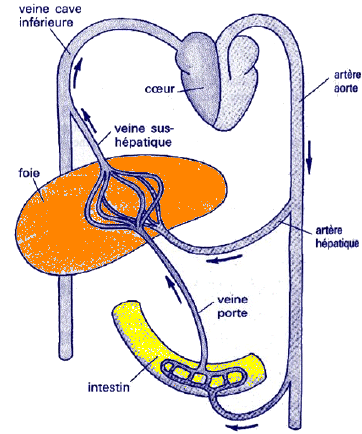 veine cave
inférieure
cœur
artère
aorte
veine sus-
hépatique
foie
artère
hépatique
veine
porte
intestin